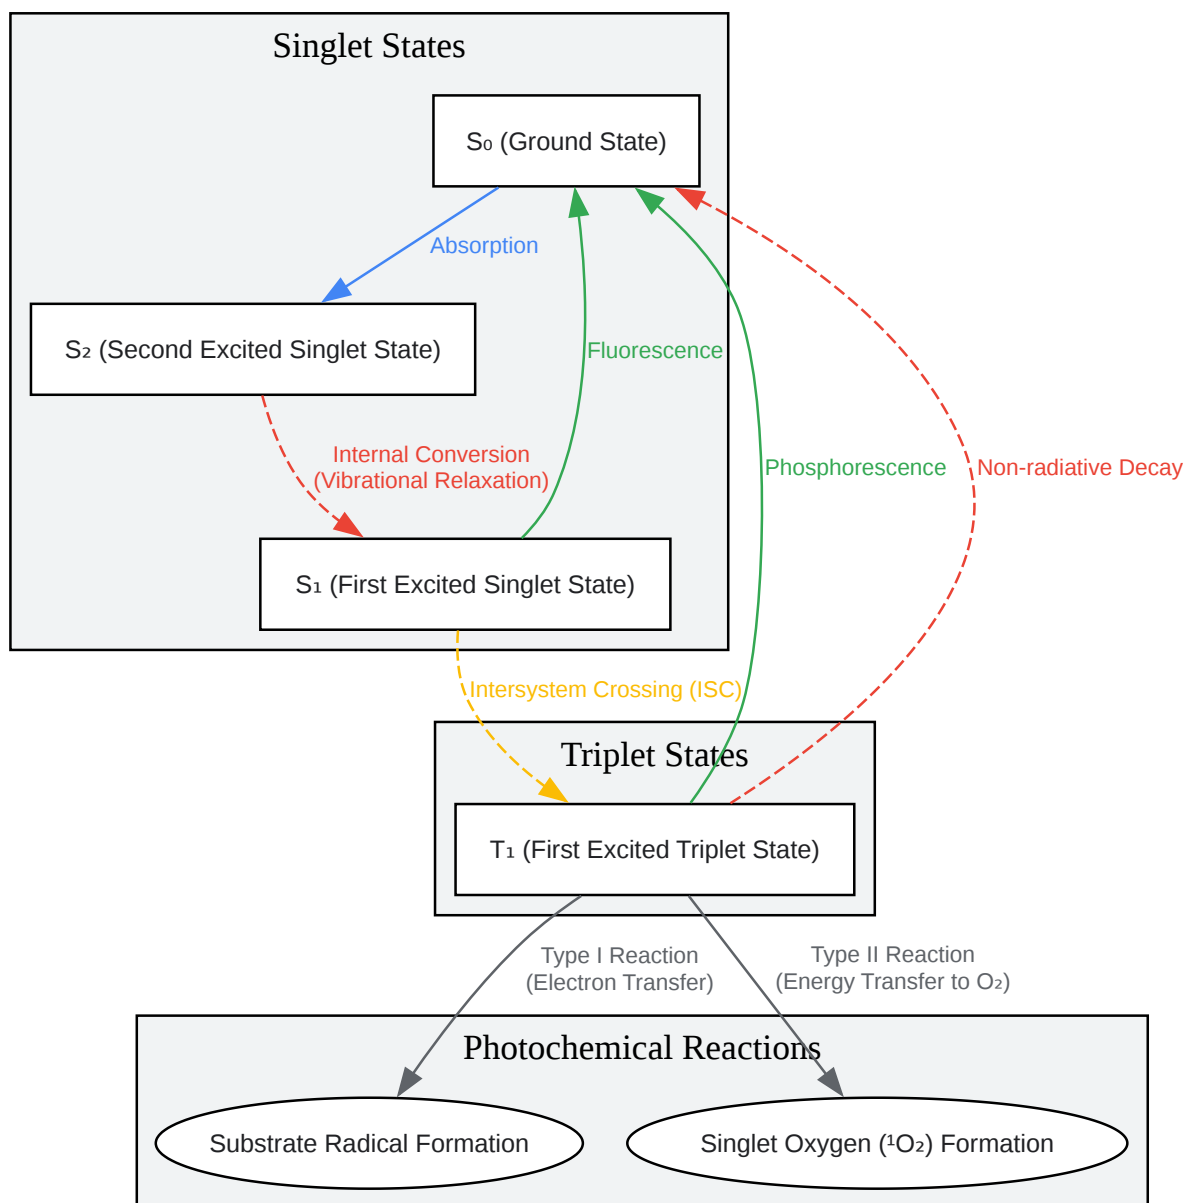 Singlet States
S₀ (Ground State)
Absorption
S₂ (Second Excited Singlet State)
Fluorescence
Internal Conversion
(Vibrational Relaxation)
Phosphorescence
Non-radiative Decay
S₁ (First Excited Singlet State)
Intersystem Crossing (ISC)
Triplet States
T₁ (First Excited Triplet State)
Type I Reaction
(Electron Transfer)
Type II Reaction
(Energy Transfer to O₂)
Photochemical Reactions
Substrate Radical Formation
Singlet Oxygen (¹O₂) Formation